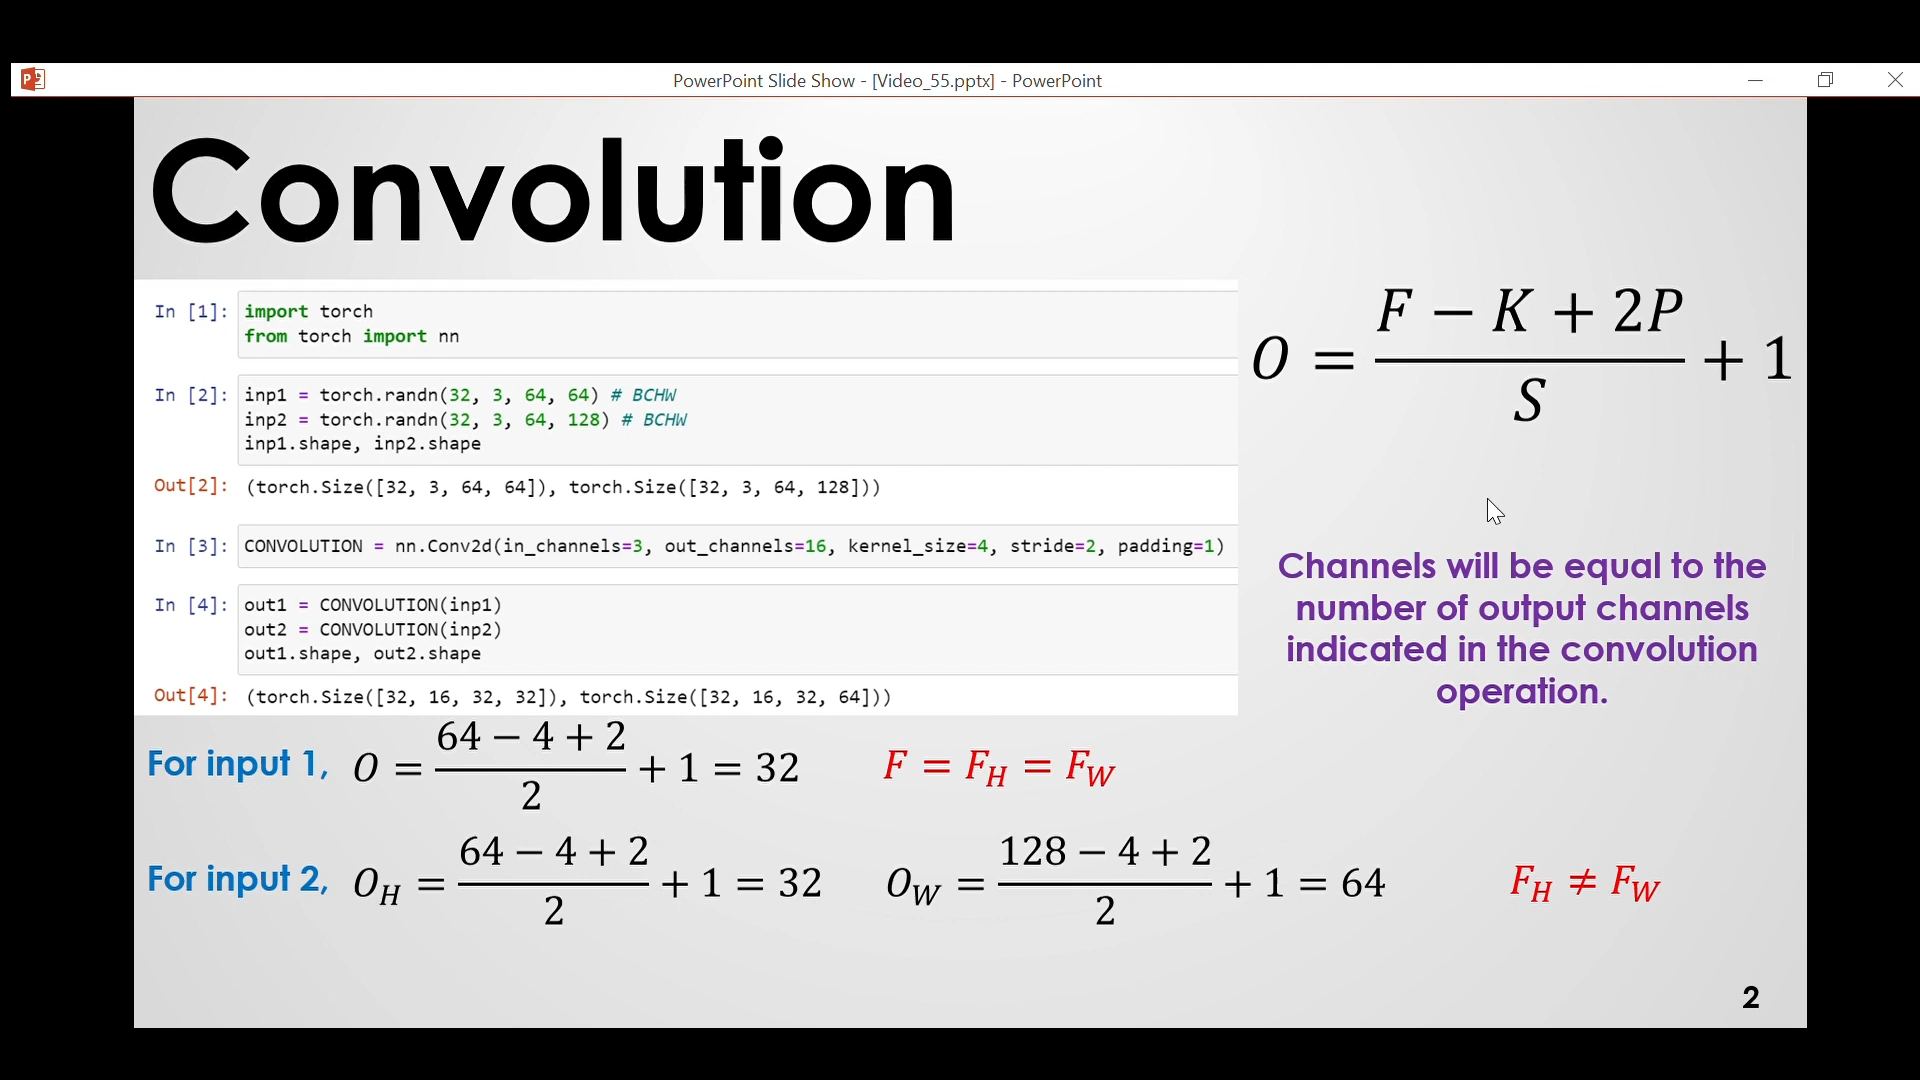 PowerPoint Slide Show - [Video_55.pptx] - PowerPoint
Convolution
In [1]: import torch
from torch import nn
In [2]: inp1 = torch.randn(32, 3, 64, 64) # BCHW
inp2 = torch.randn(32, 3, 64, 128) # BCHW
inp1.shape, inp2.shape
Out[2]: (torch.Size([32, 3, 64, 64]), torch.Size([32, 3, 64, 128]))
In [3]: CONVOLUTION = nn.Conv2d(in_channels=3, out_channels=16, kernel_size=4, stride=2, padding=1)
In [4]: out1 = CONVOLUTION(inp1)
out2 = CONVOLUTION(inp2)
out1.shape, out2.shape
Out[4]: (torch.Size([32, 16, 32, 32]), torch.Size([32, 16, 32, 64]))
O = \frac{F - K + 2P}{S} + 1
Channels will be equal to the
number of output channels
indicated in the convolution
operation.
For input 1, O = \frac{64 - 4 + 2}{2} + 1 = 32 F = F_H = F_W
For input 2, O_H = \frac{64 - 4 + 2}{2} + 1 = 32 O_W = \frac{128 - 4 + 2}{2} + 1 = 64 F_H ≠ F_W
2